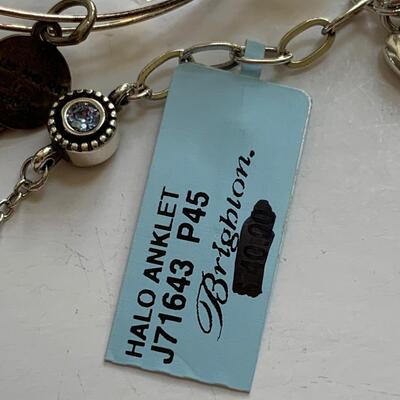 HALO ANKLET
J71643 P45
Brighton.